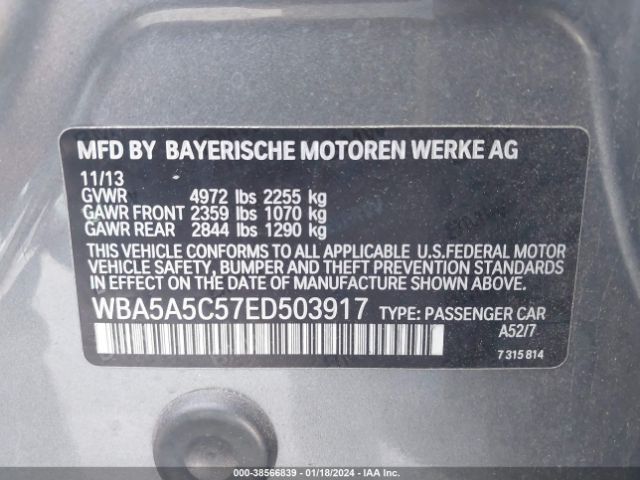 MFD BY BAYERISCHE MOTOREN WERKE AG
11/13
GVWR 4972 lbs 2255 kg
GAWR FRONT 2359 lbs 1070 kg
GAWR REAR 2844 lbs 1290 kg
THIS VEHICLE CONFORMS TO ALL APPLICABLE U.S.FEDERAL MOTOR
VEHICLE SAFETY, BUMPER, AND THEFT PREVENTION STANDARDS
IN EFFECT ON THE DATE OF MANUFACTURE SHOWN ABOVE.
WBA5A5C57ED503917 TYPE: PASSENGER CAR
A52/7
7 315 814
000-38566839 - 01/18/2024 - IAA Inc.